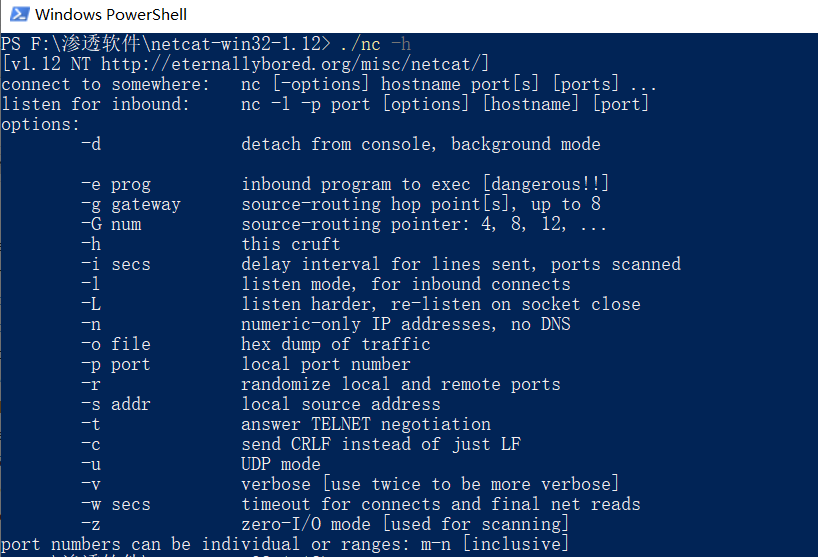 Windows PowerShell
PS F:\渗透软件\netcat-win32-1.12> ./nc -h
[v1.12 NT http://eternallybored.org/misc/netcat/]
connect to somewhere:   nc [-options] hostname port[s] [ports] ...
listen for inbound:     nc -l -p port [options] [hostname] [port]
options:
        -d              detach from console, background mode
        -e prog         inbound program to exec [dangerous!!]
        -g gateway      source-routing hop point[s], up to 8
        -G num          source-routing pointer: 4, 8, 12, ...
        -h              this cruft
        -i secs         delay interval for lines sent, ports scanned
        -l              listen mode, for inbound connects
        -L              listen harder, re-listen on socket close
        -n              numeric-only IP addresses, no DNS
        -o file         hex dump of traffic
        -p port         local port number
        -r              randomize local and remote ports
        -s addr         local source address
        -t              answer TELNET negotiation
        -c              send CRLF instead of just LF
        -u              UDP mode
        -v              verbose [use twice to be more verbose]
        -w secs         timeout for connects and final net reads
        -z              zero-I/O mode [used for scanning]
port numbers can be individual or ranges: m-n [inclusive]